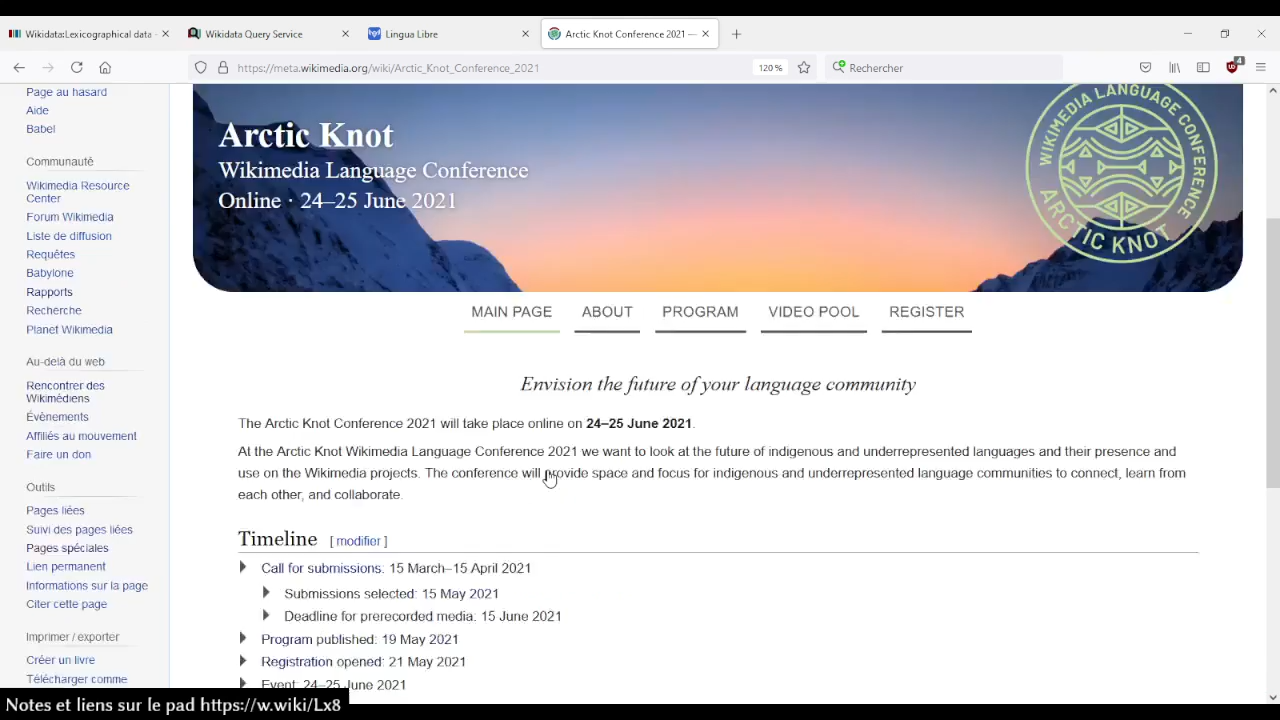 Wikidata:Lexicographical data -
Wikidata Query Service
Lingua Libre
Arctic Knot Conference 2021 —
https://meta.wikimedia.org/wiki/Arctic_Knot_Conference_2021
120 %
Rechercher
4
Page au hasard
Aide
Babel
Communauté
Wikimedia Resource
Center
Forum Wikimedia
Liste de diffusion
Requêtes
Babylone
Rapports
Recherche
Planet Wikimedia
Au-delà du web
Rencontrer des
Wikimédiens
Évènements
Affiliés au mouvement
Faire un don
Outils
Pages liées
Suivi des pages liées
Pages spéciales
Lien permanent
Informations sur la page
Citer cette page
Imprimer / exporter
Créer un livre
Télécharger comme
Arctic Knot
Wikimedia Language Conference
Online · 24–25 June 2021
WIKIMEDIA LANGUAGE CONFERENCE
ARCTIC KNOT
MAIN PAGE
ABOUT
PROGRAM
VIDEO POOL
REGISTER
Envision the future of your language community
The Arctic Knot Conference 2021 will take place online on 24–25 June 2021.
At the Arctic Knot Wikimedia Language Conference 2021 we want to look at the future of indigenous and underrepresented languages and their presence and
use on the Wikimedia projects. The conference will provide space and focus for indigenous and underrepresented language communities to connect, learn from
each other, and collaborate.
Timeline [ modifier ]
Call for submissions: 15 March–15 April 2021
Submissions selected: 15 May 2021
Deadline for prerecorded media: 15 June 2021
Program published: 19 May 2021
Registration opened: 21 May 2021
Event: 24–25 June 2021
Notes et liens sur le pad https://w.wiki/Lx8